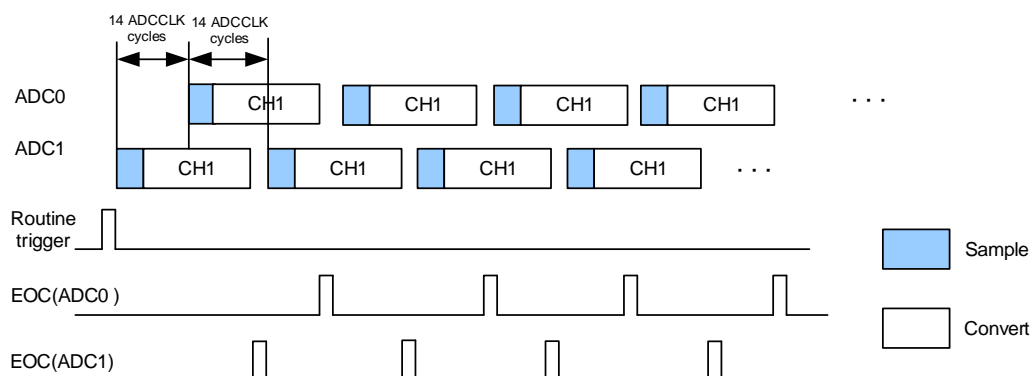 14 ADCCLK
cycles
14 ADCCLK
cycles
ADC0
CH1
CH1
CH1
CH1
. . .
ADC1
CH1
CH1
CH1
CH1
. . .
Routine
trigger
Sample
EOC(ADC0 )
Convert
EOC(ADC1)